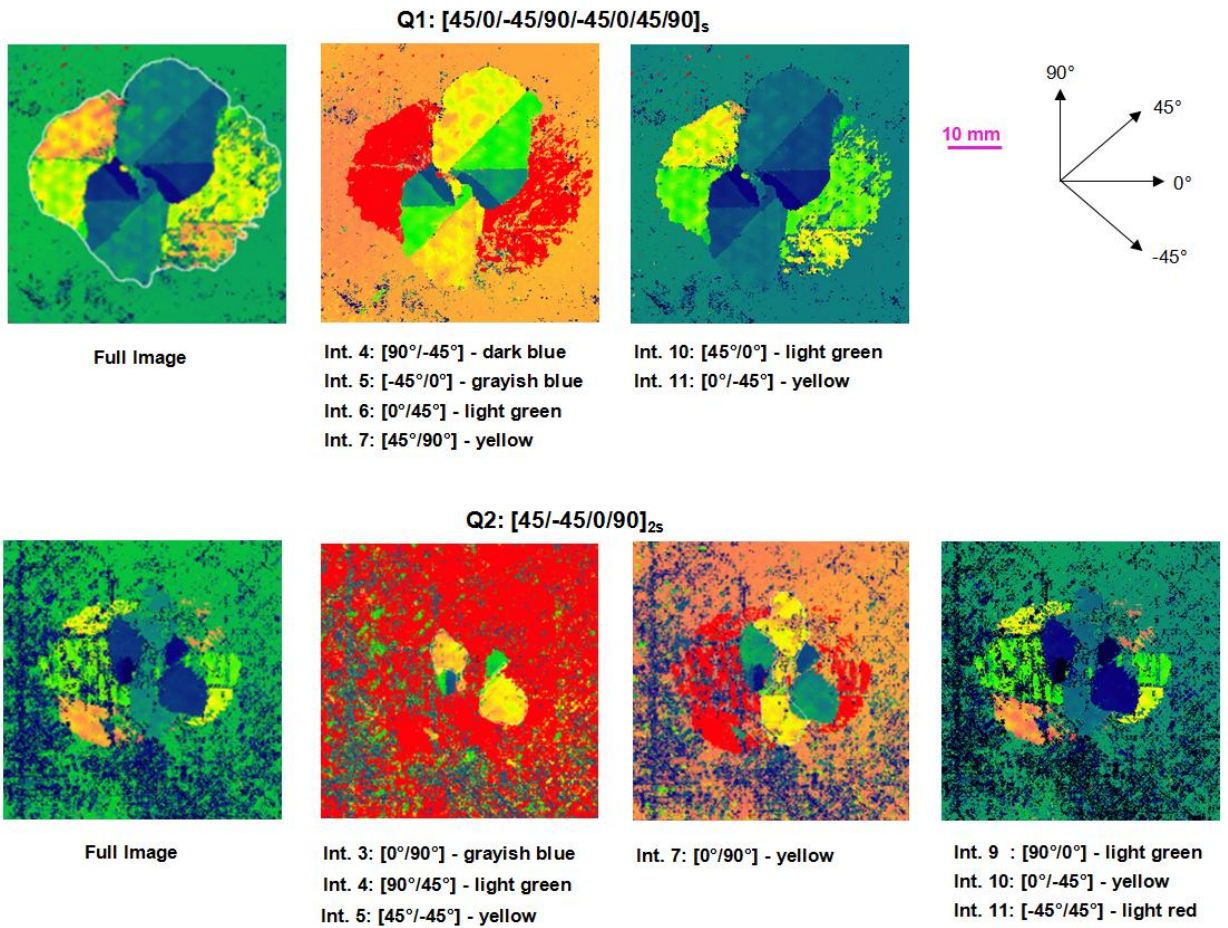 Q1: [45/0/-45/90/-45/0/45/90]s
90°
45°
10 mm
0°
-45°
Full Image
Int. 4: [90°/-45°] - dark blue
Int. 5: [-45°/0°] - grayish blue
Int. 6: [0°/45°] - light green
Int. 7: [45°/90°] - yellow
Int. 10: [45°/0°] - light green
Int. 11: [0°/-45°] - yellow
Q2: [45/-45/0/90]2s
Full Image
Int. 3: [0°/90°] - grayish blue
Int. 4: [90°/45°] - light green
Int. 5: [45°/-45°] - yellow
Int. 7: [0°/90°] - yellow
Int. 9 : [90°/0°] - light green
Int. 10: [0°/-45°] - yellow
Int. 11: [-45°/45°] - light red